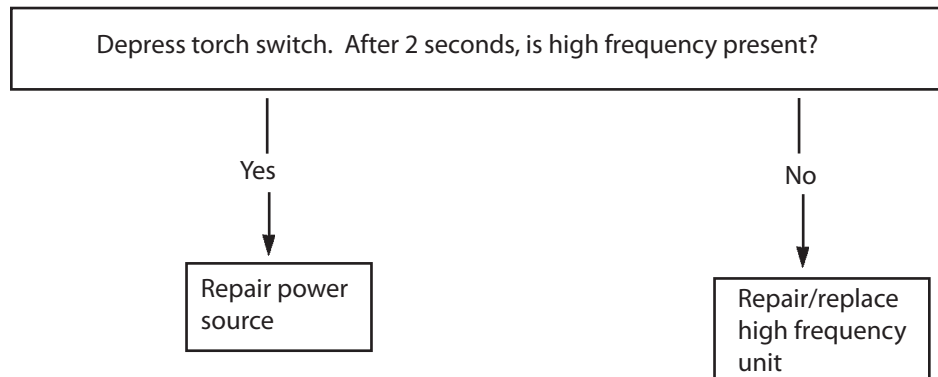 Depress torch switch.  After 2 seconds, is high frequency present?
Yes
No
Repair power
source
Repair/replace
high frequency
unit